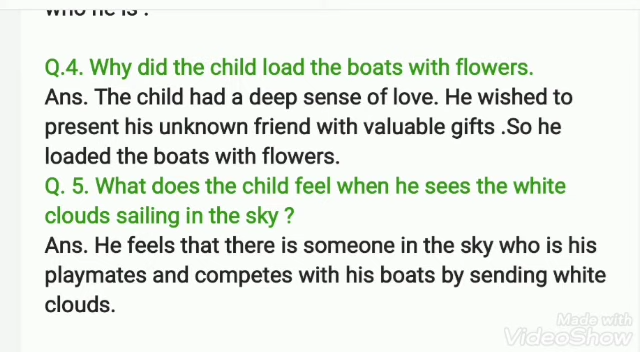 who he is .
Q.4. Why did the child load the boats with flowers.
Ans. The child had a deep sense of love. He wished to
present his unknown friend with valuable gifts .So he
loaded the boats with flowers.
Q. 5. What does the child feel when he sees the white
clouds sailing in the sky ?
Ans. He feels that there is someone in the sky who is his
playmates and competes with his boats by sending white
clouds.
Made with
VideoShow